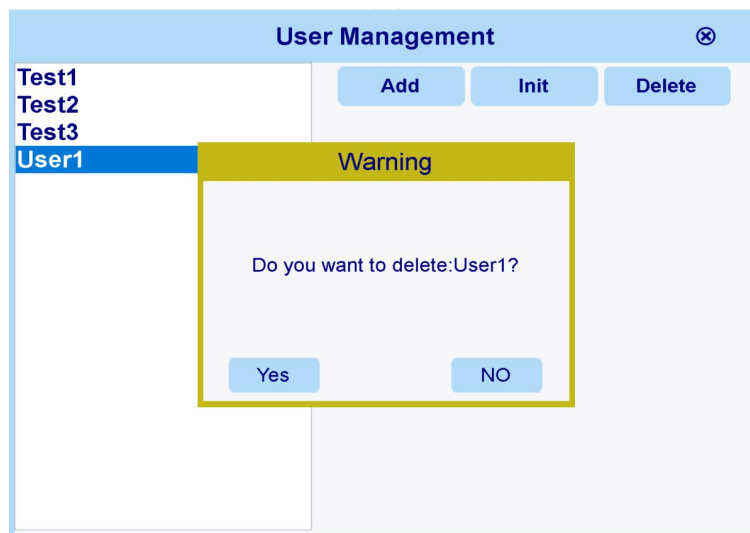 User Management
Test1
Test2
Test3
User1
Add Init Delete
Warning
Do you want to delete:User1?
Yes NO